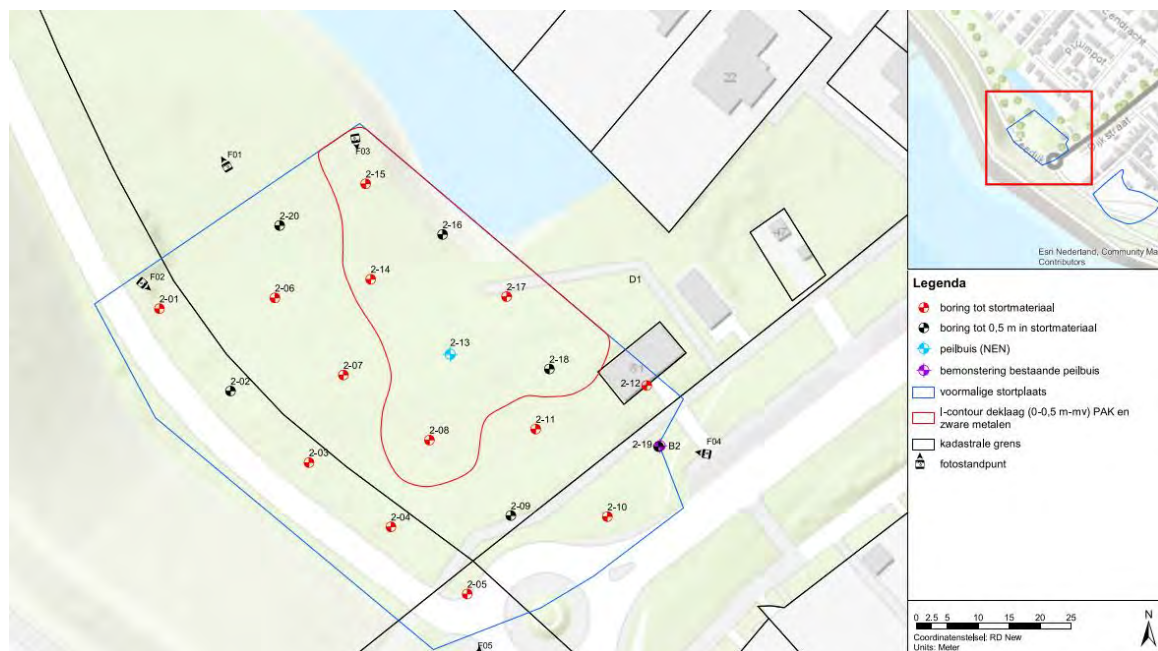 F01
F03
2-15
2-20
2-16
F02
2-14
2-01
2-06
2-17
D1
2-13
2-02
2-07
2-18
2-12
2-08
2-11
2-19
B2
F04
2-03
2-09
2-10
2-04
2-05
F05
Eendracht
Dijkstraat
Esri Nederland, Community Ma
Contributors
Legenda
boring tot stortmateriaal
boring tot 0,5 m in stortmateriaal
peilbuis (NEN)
bemonstering bestaande peilbuis
voormalige stortplaats
I-contour deklaag (0-0,5 m-mv) PAK en
zware metalen
kadastrale grens
fotostandpunt
0 2.5 5 10 15 20 25
Coordinatenstelsel: RD New
Units: Meter
N